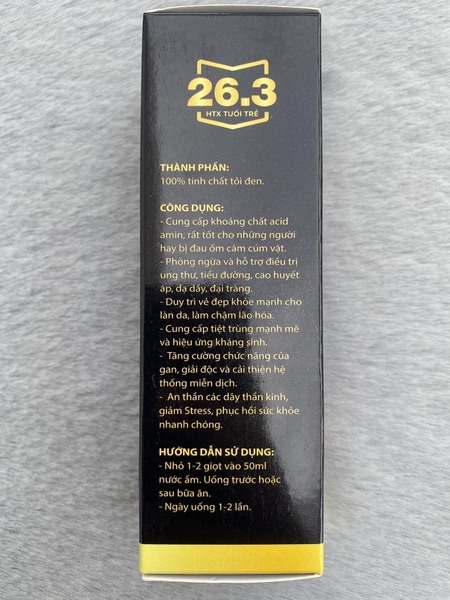 26.3
HTX TUỔI TRẺ
THÀNH PHẦN:
100% tinh chất tỏi đen.
CÔNG DỤNG:
- Cung cấp khoáng chất acid
amin, rất tốt cho những người
hay bị đau ốm cảm cúm vặt.
- Phòng ngừa và hỗ trợ điều trị
ung thư, tiểu đường, cao huyết
áp, dạ dầy, đại tràng.
- Duy trì vẻ đẹp khỏe mạnh cho
làn da, làm chậm lão hóa.
- Cung cấp tiệt trùng mạnh mẽ
và hiệu ứng kháng sinh.
- Tăng cường chức năng của
gan, giải độc và cải thiện hệ
thống miễn dịch.
- An thần các dây thần kinh,
giảm Stress, phục hồi sức khỏe
nhanh chóng.
HƯỚNG DẪN SỬ DỤNG:
- Nhỏ 1-2 giọt vào 50ml
nước ấm. Uống trước hoặc
sau bữa ăn.
- Ngày uống 1-2 lần.